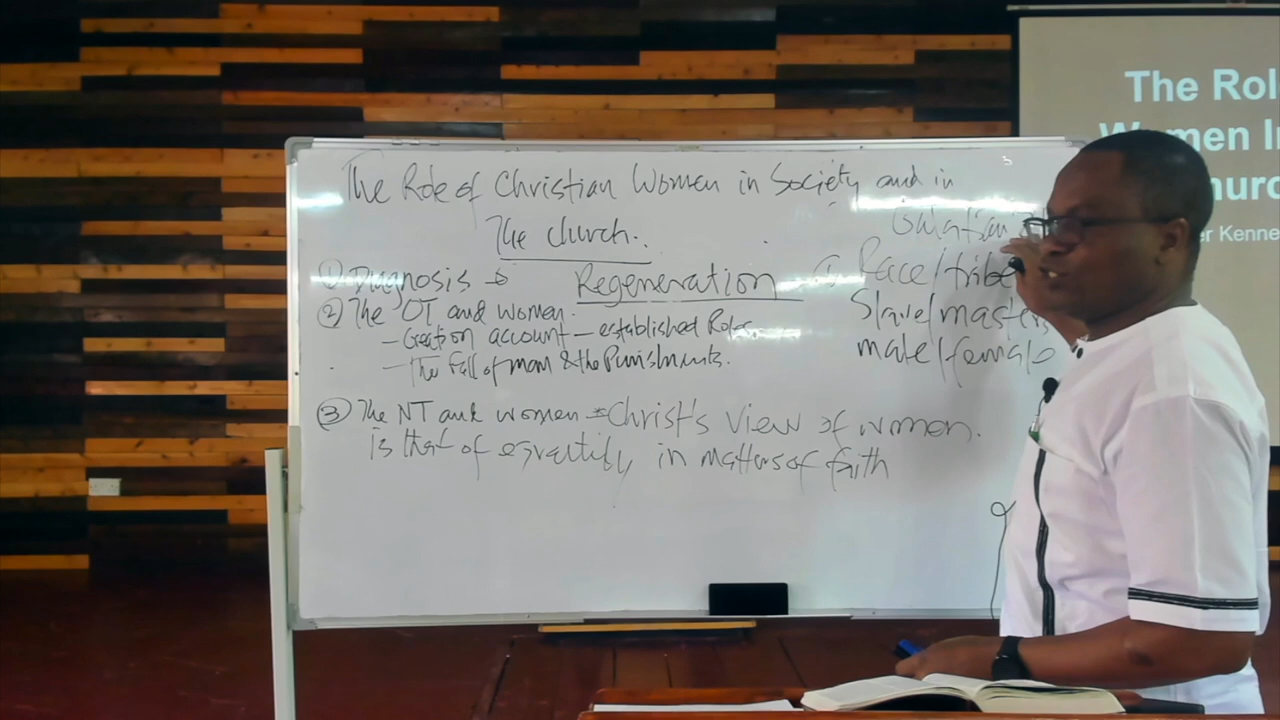 The Role of Christian Women in Society and in
The church.
Galatian 3
① Diagnosis → Regeneration
Race/tribe
Slave/masters
male/female
② The OT and women.
- Creation account - established Roles.
- The Fall of man & the Punishments.
③ The NT and women Christ's View of women.
is that of equality in matters of faith
The Rol
Women I
hurc
er Kenne